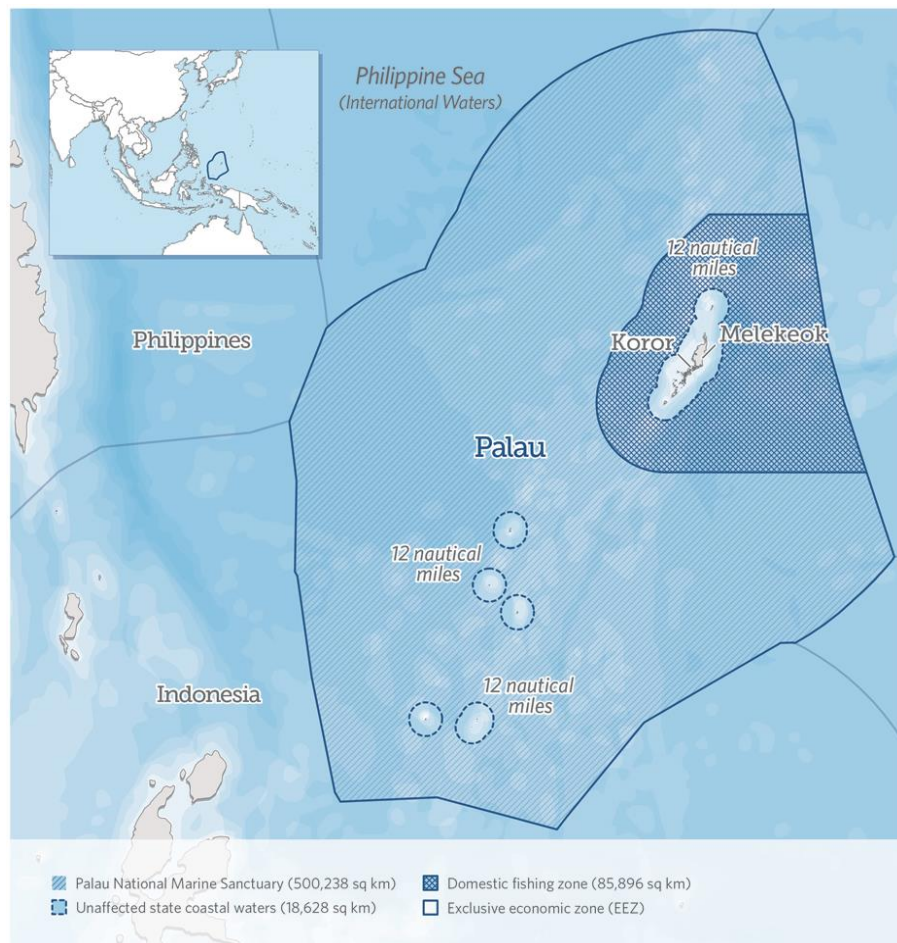 Philippine Sea
(International Waters)
12 nautical
miles
Koror
Melekeok
Philippines
Palau
12 nautical
miles
12 nautical
miles
Indonesia
Palau National Marine Sanctuary (500,238 sq km)
Domestic fishing zone (85,896 sq km)
Unaffected state coastal waters (18,628 sq km)
Exclusive economic zone (EEZ)